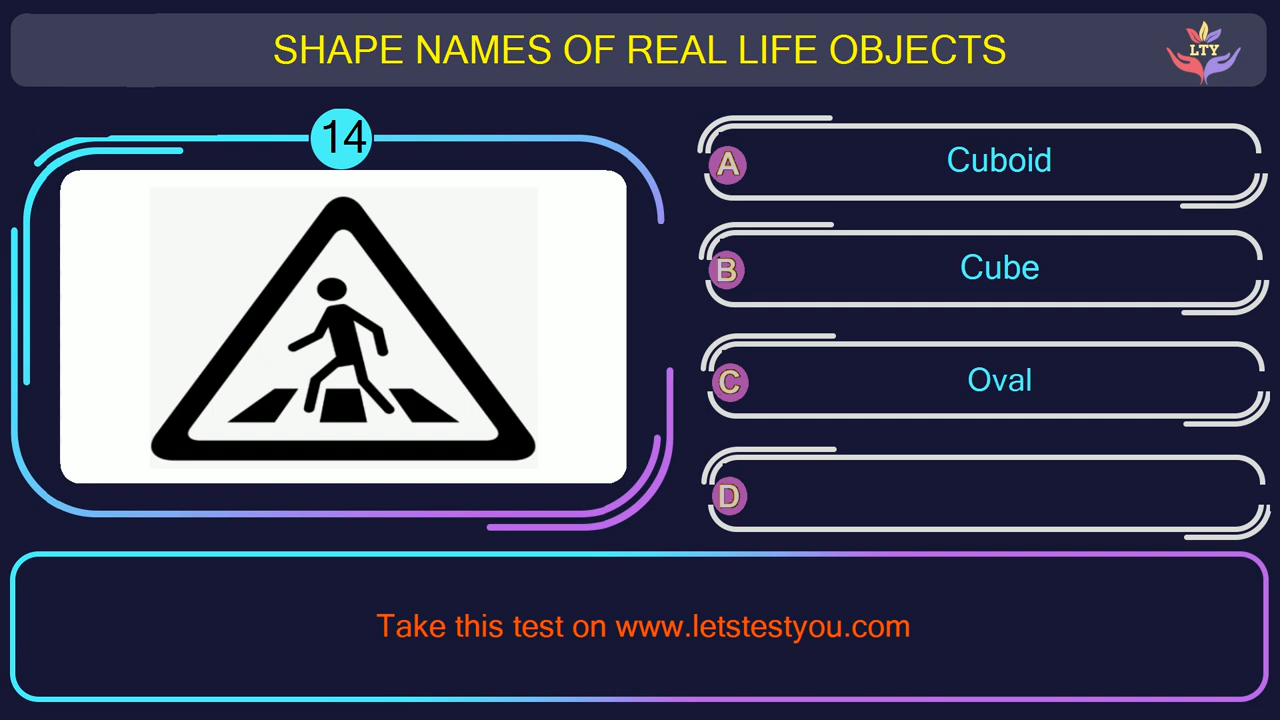 SHAPE NAMES OF REAL LIFE OBJECTS
LTY
14
A Cuboid
B Cube
C Oval
D
Take this test on www.letstestyou.com